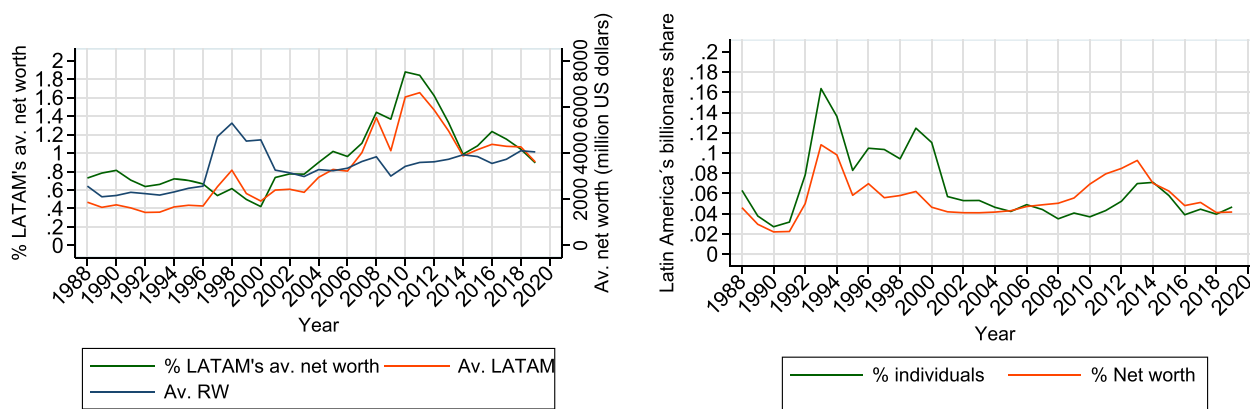 % LATAM's av. net worth
2
1.8
1.6
1.4
1.2
1
.8
.6
.4
.2
0
8000
6000
4000
2000
0
Av. net worth (million US dollars)
1988 1990 1992 1994 1996 1998 2000 2002 2004 2006 2008 2010 2012 2014 2016 2018 2020
Year
% LATAM's av. net worth Av. LATAM
Av. RW
Latin America´s billionares share
.2
.18
.16
.14
.12
.1
.08
.06
.04
.02
0
1988 1990 1992 1994 1996 1998 2000 2002 2004 2006 2008 2010 2012 2014 2016 2018 2020
Year
% individuals % Net worth